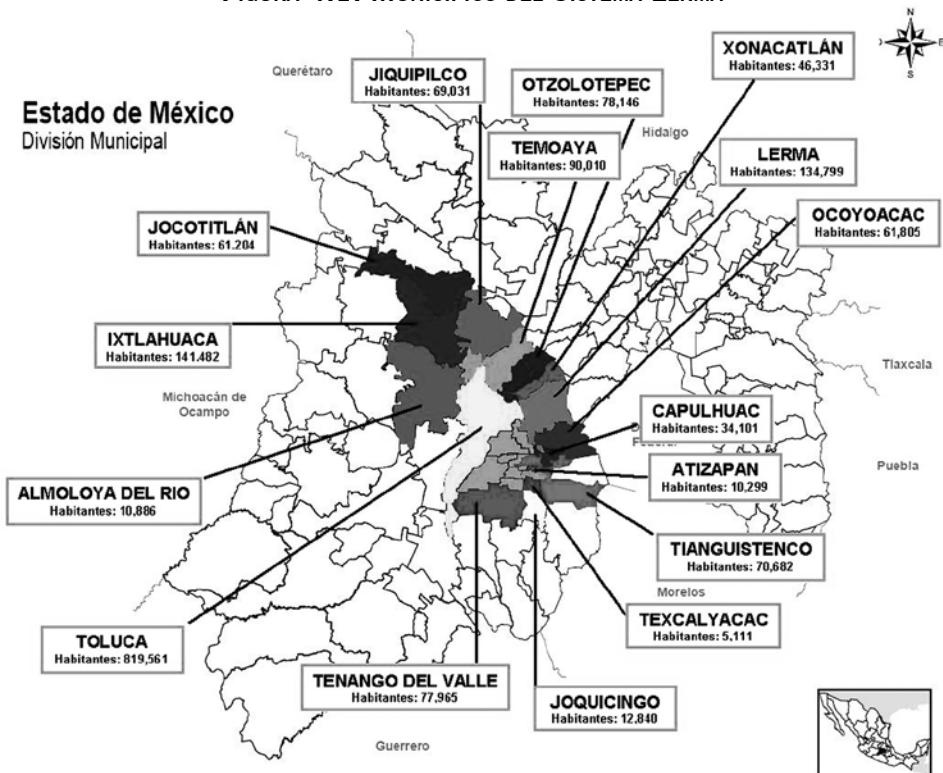 Estado de México
División Municipal
Querétaro
JIQUIPILCO
Habitantes: 69,031
OTZOLOTEPEC
Habitantes: 78,146
XONACATLÁN
Habitantes: 46,331
E
S
Hidalgo
TEMOAYA
Habitantes: 90,010
LERMA
Habitantes: 134,799
JOCOTITLÁN
Habitantes: 61.204
OCOYOACAC
Habitantes: 61,805
IXTLAHUACA
Habitantes: 141.482
Tlaxcala
Michoacán de
Ocampo
CAPULHUAC
Habitantes: 34,101
Federal
ATIZAPAN
Habitantes: 10,299
Puebla
ALMOLOYA DEL RIO
Habitantes: 10,886
TIANGUISTENCO
Habitantes: 70,682
Morelos
TEXCALYACAC
Habitantes: 5,111
TOLUCA
Habitantes: 819,561
TENANGO DEL VALLE
Habitantes: 77,965
JOQUICINGO
Habitantes: 12,840
Guerrero